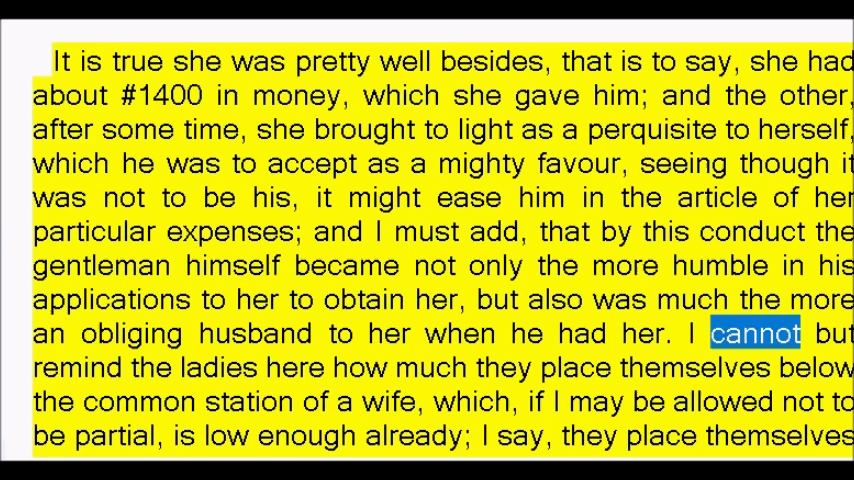 It is true she was pretty well besides, that is to say, she had
about #1400 in money, which she gave him; and the other,
after some time, she brought to light as a perquisite to herself,
which he was to accept as a mighty favour, seeing though it
was not to be his, it might ease him in the article of her
particular expenses; and I must add, that by this conduct the
gentleman himself became not only the more humble in his
applications to her to obtain her, but also was much the more
an obliging husband to her when he had her. I cannot but
remind the ladies here how much they place themselves below
the common station of a wife, which, if I may be allowed not to
be partial, is low enough already; I say, they place themselves